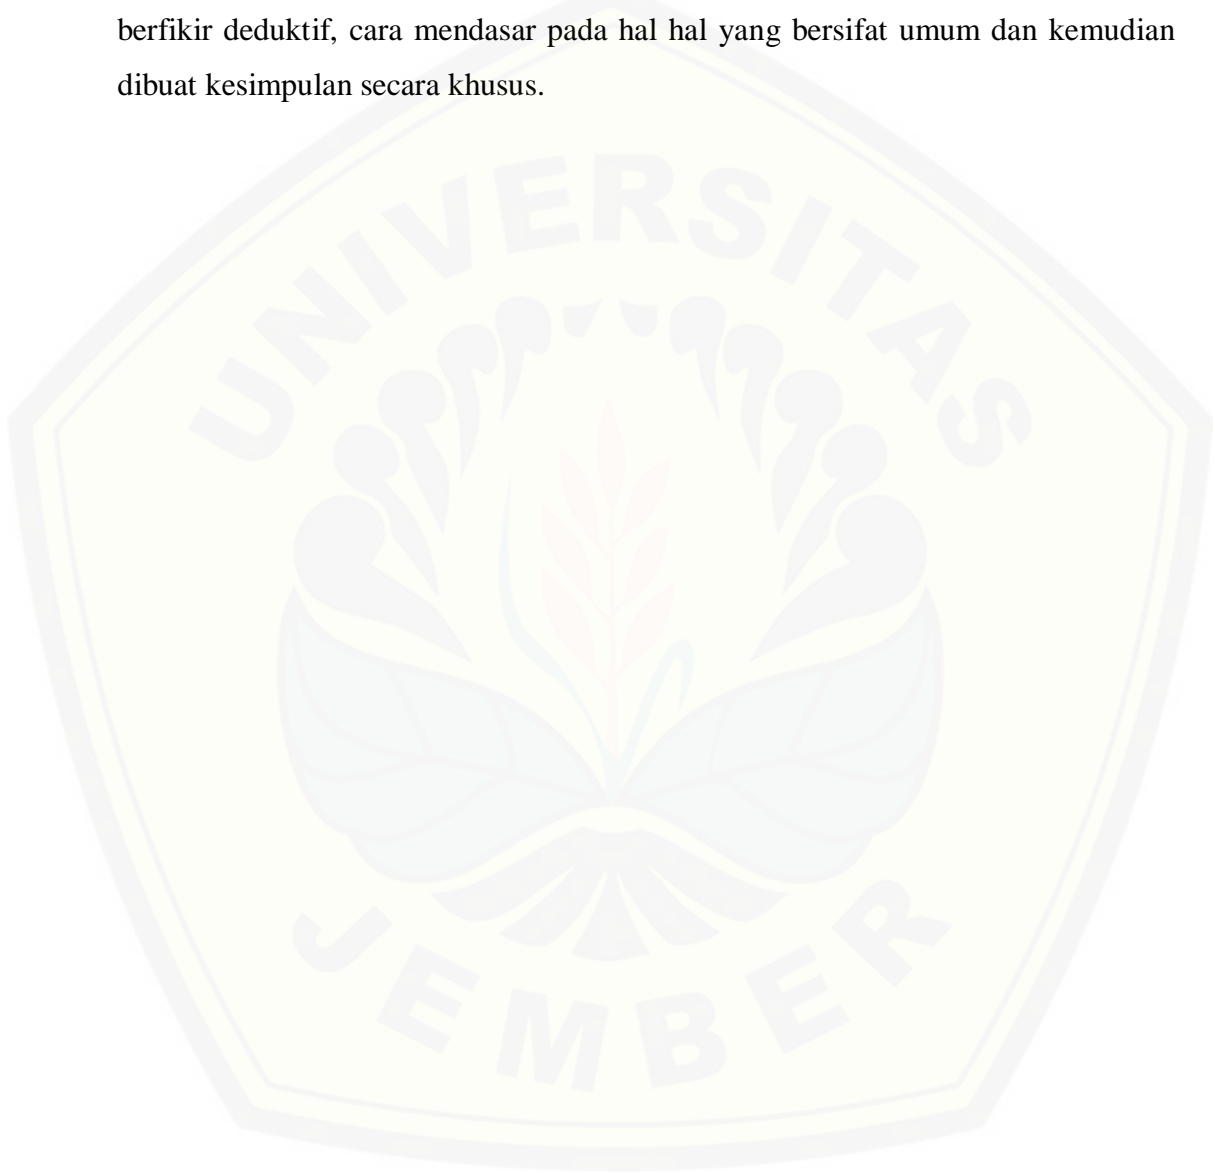 berfikir deduktif, cara mendasar pada hal hal yang bersifat umum dan kemudian
dibuat kesimpulan secara khusus.
UNIVERSITAS
JEMBER